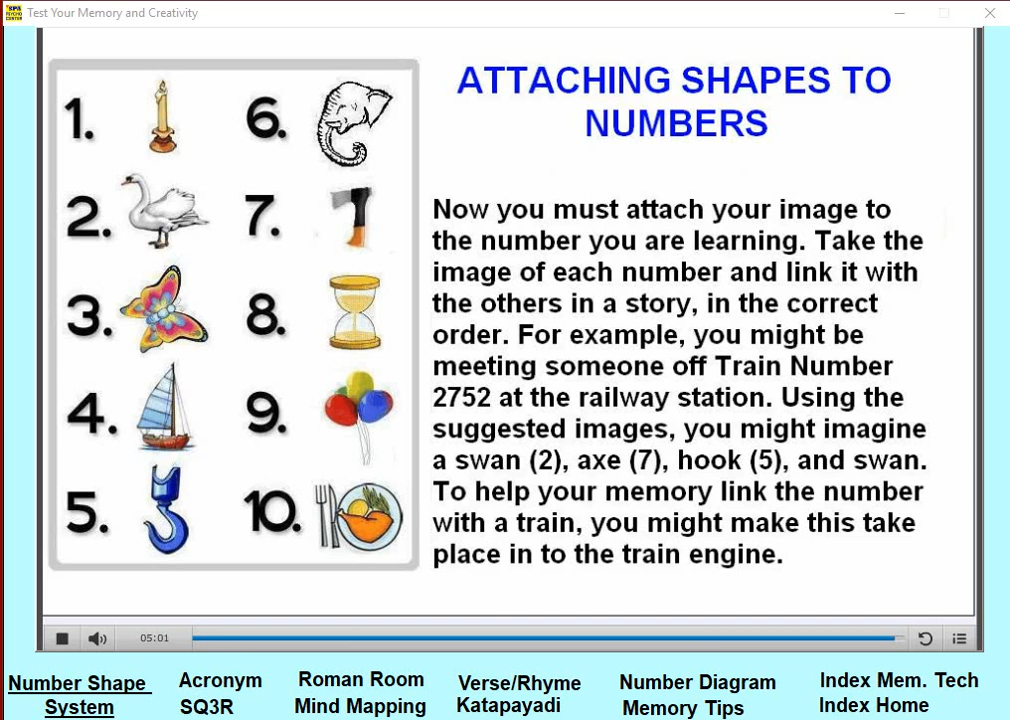 Test Your Memory and Creativity
ATTACHING SHAPES TO
NUMBERS
1.
2.
3.
4.
5.
6.
7.
8.
9.
10.
Now you must attach your image to
the number you are learning. Take the
image of each number and link it with
the others in a story, in the correct
order. For example, you might be
meeting someone off Train Number
2752 at the railway station. Using the
suggested images, you might imagine
a swan (2), axe (7), hook (5), and swan.
To help your memory link the number
with a train, you might make this take
place in to the train engine.
05:01
Number Shape
System
Acronym
SQ3R
Roman Room
Mind Mapping
Verse/Rhyme
Katapayadi
Number Diagram
Memory Tips
Index Mem. Tech
Index Home